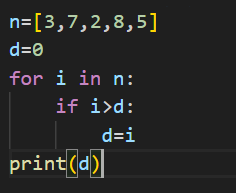 n=[3,7,2,8,5]
d=0
for i in n:
    if i>d:
        d=i
print(d)